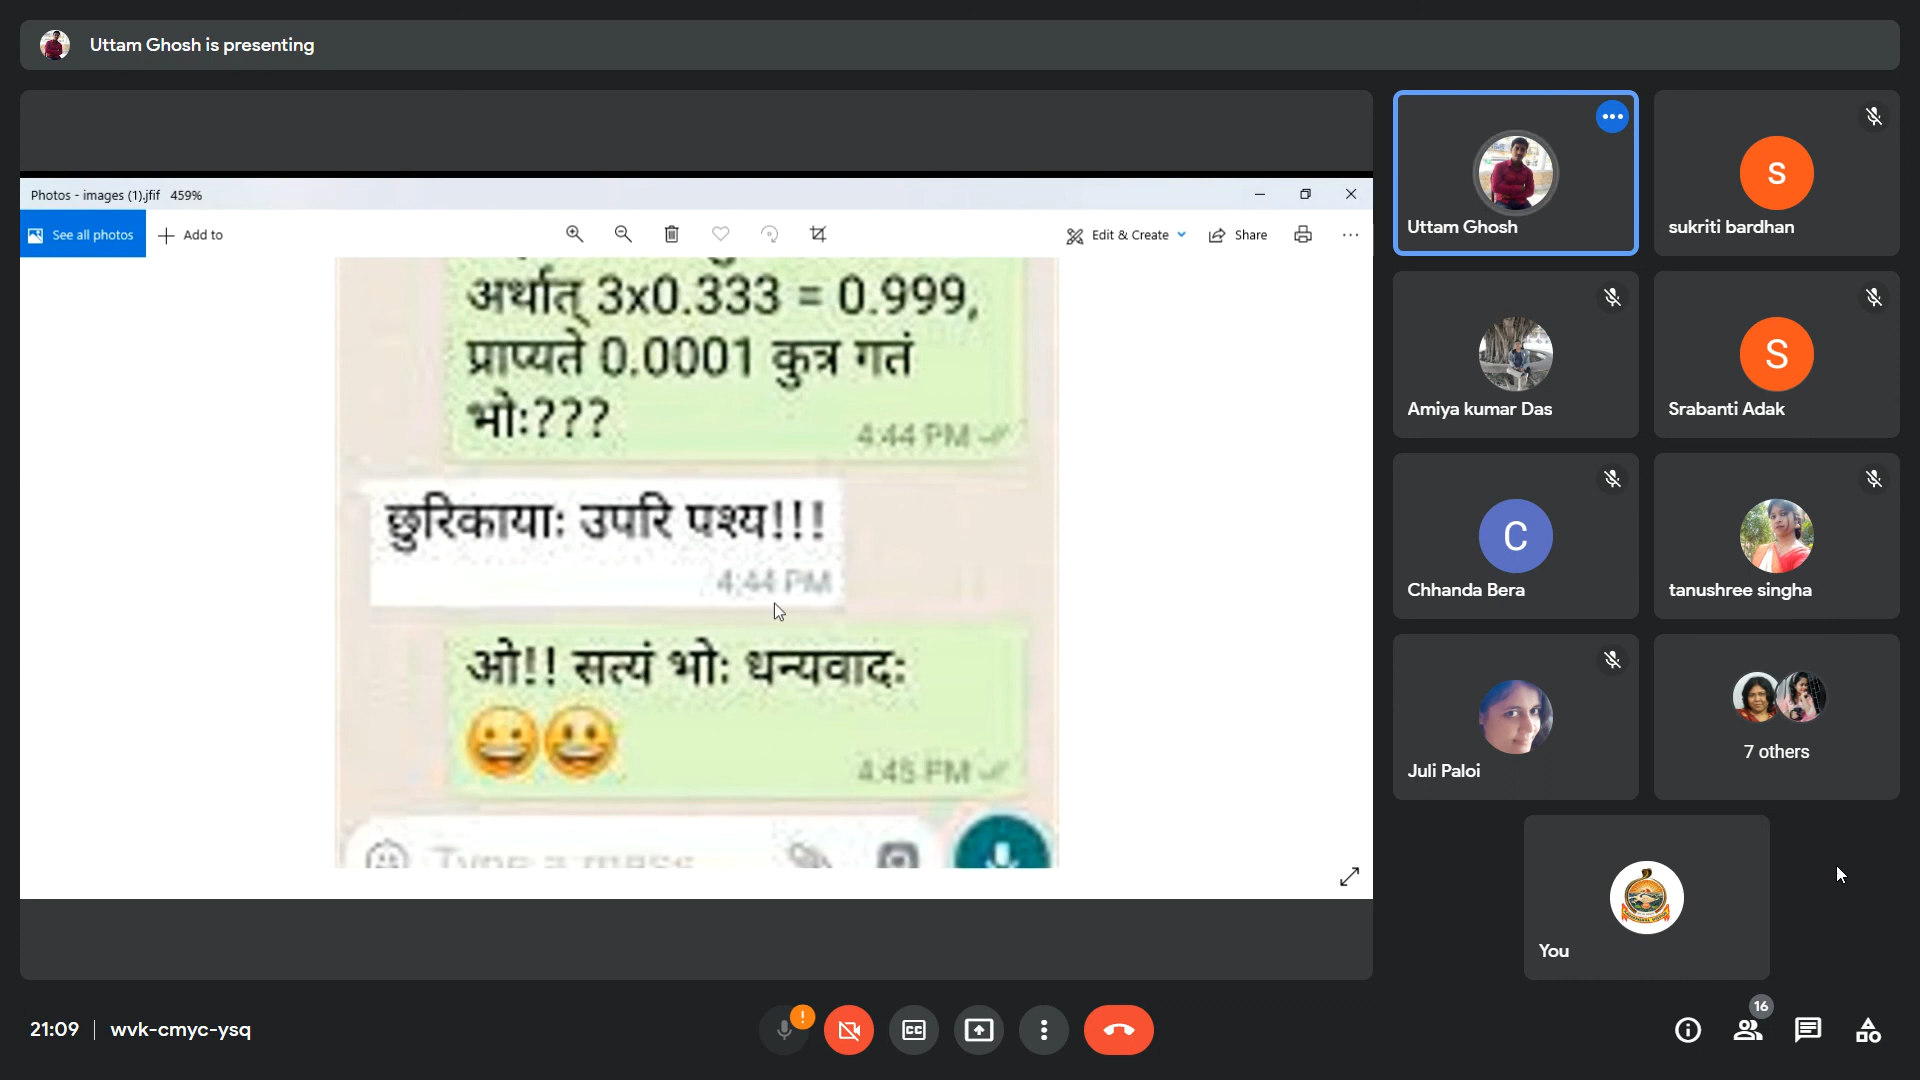 Uttam Ghosh is presenting
Photos - images (1).jfif 459%
See all photos
Add to
Edit & Create
Share
अर्थात् 3x0.333 = 0.999,
प्राप्यते 0.0001 कुत्र गतं
भोः???
4:44 PM
छुरिकायाः उपरि पश्य!!!
4:44 PM
ओ!! सत्यं भोः धन्यवादः
4:45 PM
Type a mess
Uttam Ghosh
S
sukriti bardhan
Amiya kumar Das
S
Srabanti Adak
C
Chhanda Bera
tanushree singha
Juli Paloi
7 others
You
21:09 | wvk-cmyc-ysq
!
CC
16